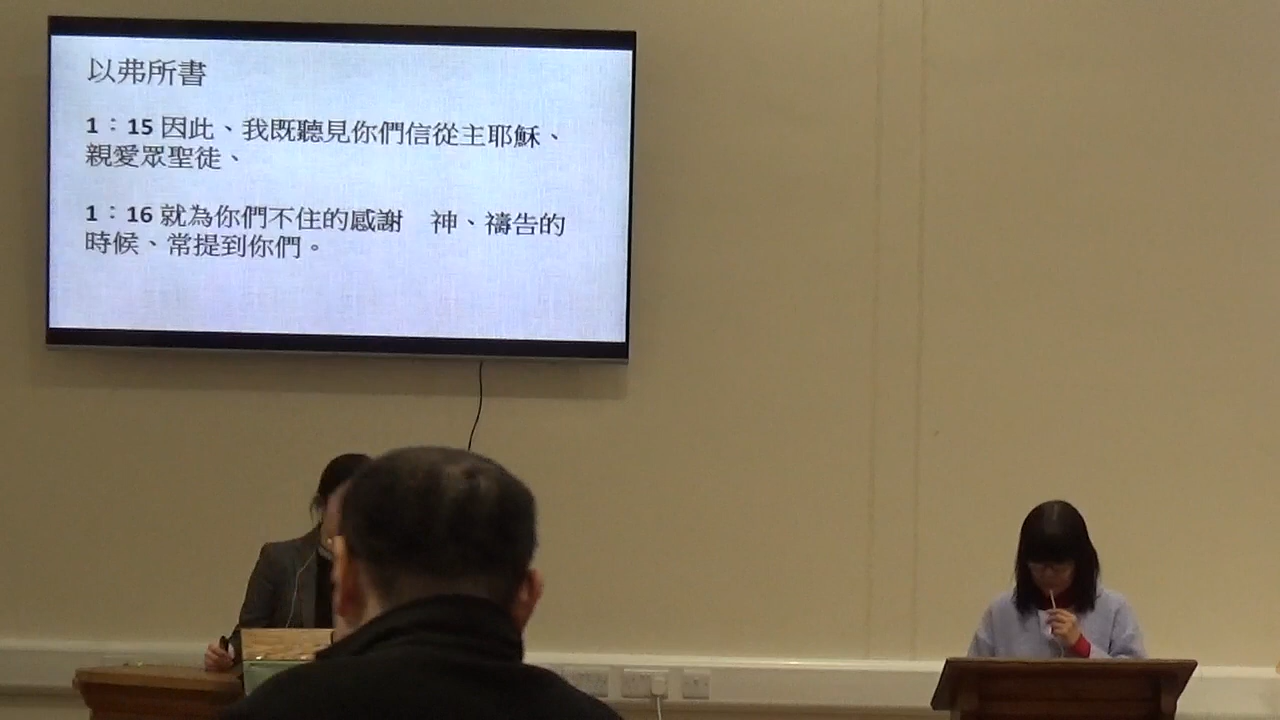 以弗所書
1：15 因此、我既聽見你們信從主耶穌、
親愛眾聖徒、
1：16 就為你們不住的感謝　神、禱告的
時候、常提到你們。